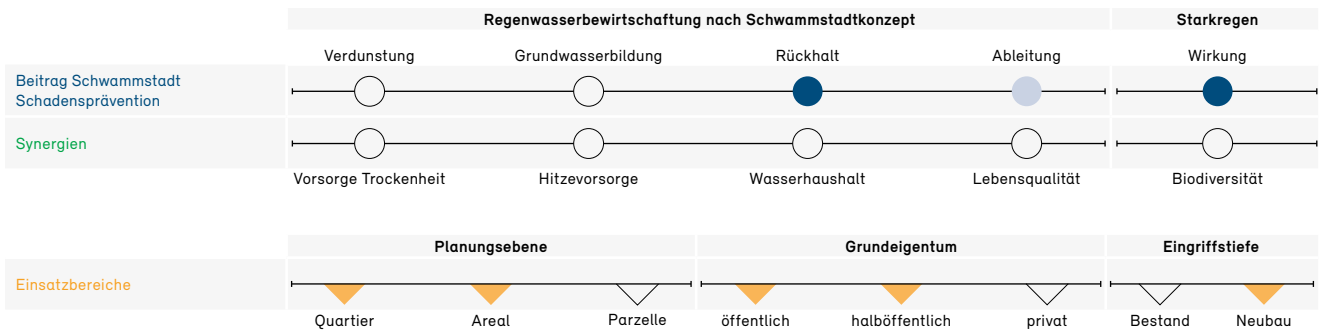 Regenwasserbewirtschaftung nach Schwammstadtkonzept Starkregen
Verdunstung Grundwasserbildung Rückhalt Ableitung Wirkung
Beitrag Schwammstadt
Schadensprävention
Synergien
Vorsorge Trockenheit Hitzevorsorge Wasserhaushalt Lebensqualität Biodiversität
Planungsebene Grundeigentum Eingriffstiefe
Einsatzbereiche
Quartier Areal Parzelle öffentlich halböffentlich privat Bestand Neubau